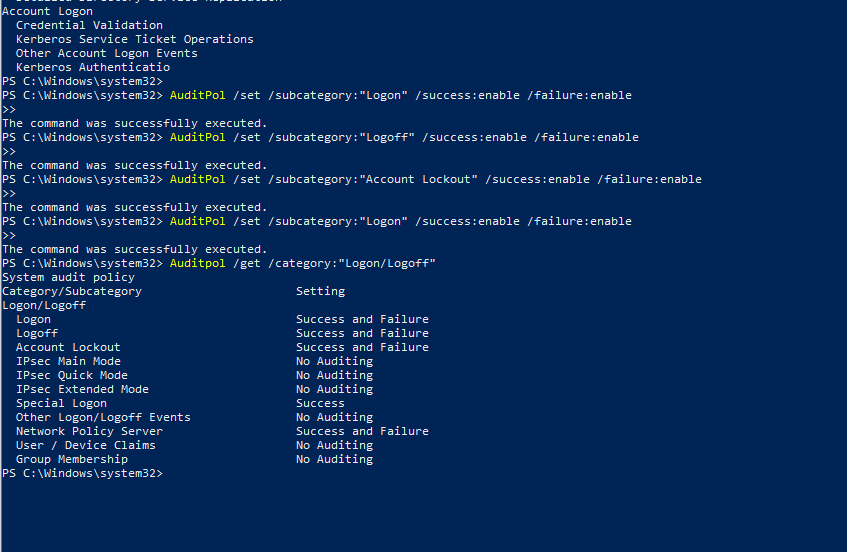 Account Logon
Credential Validation
Kerberos Service Ticket Operations
Other Account Logon Events
Kerberos Authenticatio
PS C:\Windows\system32>
PS C:\Windows\system32> AuditPol /set /subcategory:"Logon" /success:enable /failure:enable
>>
The command was successfully executed.
PS C:\Windows\system32> AuditPol /set /subcategory:"Logoff" /success:enable /failure:enable
>>
The command was successfully executed.
PS C:\Windows\system32> AuditPol /set /subcategory:"Account Lockout" /success:enable /failure:enable
>>
The command was successfully executed.
PS C:\Windows\system32> AuditPol /set /subcategory:"Logon" /success:enable /failure:enable
>>
The command was successfully executed.
PS C:\Windows\system32> Auditpol /get /category:"Logon/Logoff"
System audit policy
Category/Subcategory Setting
Logon/Logoff
Logon Success and Failure
Logoff Success and Failure
Account Lockout Success and Failure
IPsec Main Mode No Auditing
IPsec Quick Mode No Auditing
IPsec Extended Mode No Auditing
Special Logon Success
Other Logon/Logoff Events No Auditing
Network Policy Server Success and Failure
User / Device Claims No Auditing
Group Membership No Auditing
PS C:\Windows\system32>